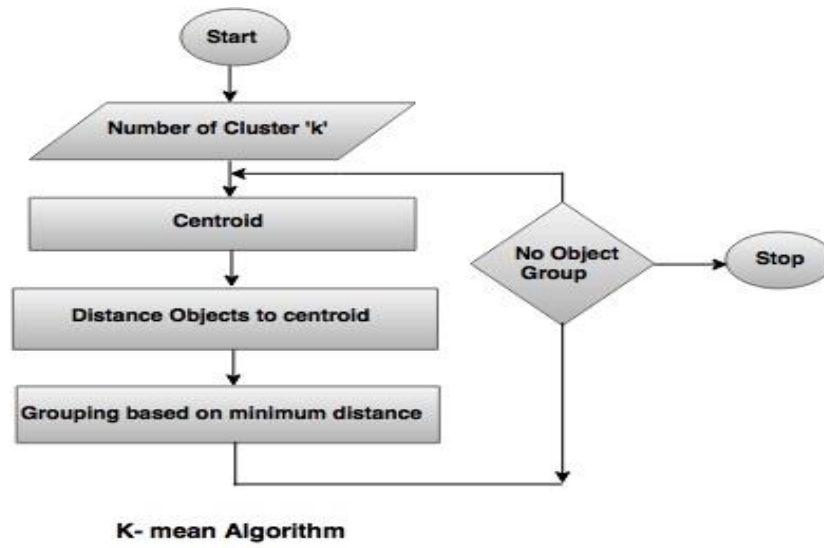 Start
Number of Cluster 'k'
Centroid
Distance Objects to centroid
Grouping based on minimum distance
No Object
Group
Stop
K- mean Algorithm